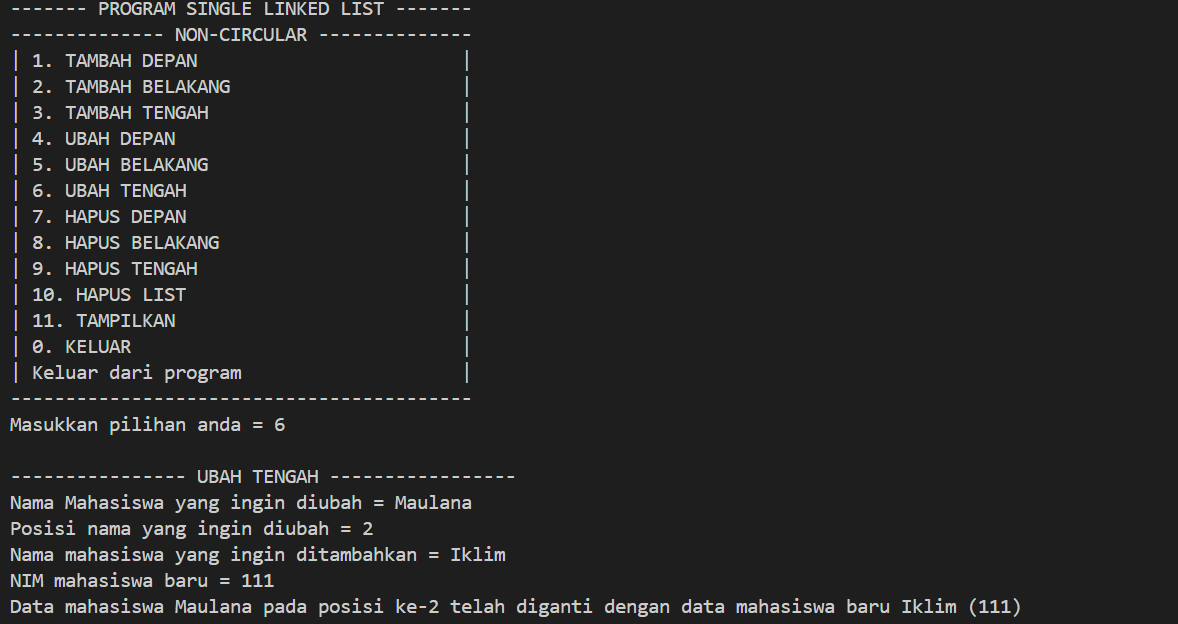 ------- PROGRAM SINGLE LINKED LIST -------
-------------- NON-CIRCULAR --------------
| 1. TAMBAH DEPAN                        |
| 2. TAMBAH BELAKANG                     |
| 3. TAMBAH TENGAH                       |
| 4. UBAH DEPAN                          |
| 5. UBAH BELAKANG                       |
| 6. UBAH TENGAH                         |
| 7. HAPUS DEPAN                         |
| 8. HAPUS BELAKANG                      |
| 9. HAPUS TENGAH                        |
| 10. HAPUS LIST                         |
| 11. TAMPILKAN                          |
| 0. KELUAR                              |
| Keluar dari program                    |
------------------------------------------
Masukkan pilihan anda = 6
---------------- UBAH TENGAH -----------------
Nama Mahasiswa yang ingin diubah = Maulana
Posisi nama yang ingin diubah = 2
Nama mahasiswa yang ingin ditambahkan = Iklim
NIM mahasiswa baru = 111
Data mahasiswa Maulana pada posisi ke-2 telah diganti dengan data mahasiswa baru Iklim (111)